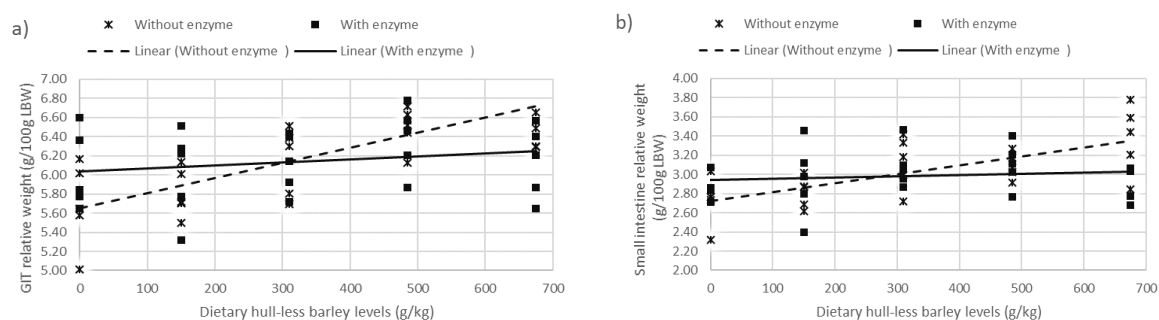 a)
Without enzyme
With enzyme
Linear (Without enzyme )
Linear (With enzyme )
GIT relative weight (g/100g LBW)
7.00
6.80
6.60
6.40
6.20
6.00
5.80
5.60
5.40
5.20
5.00
0
100
200
300
400
500
600
700
Dietary hull-less barley levels (g/kg)
b)
Without enzyme
With enzyme
Linear (Without enzyme )
Linear (With enzyme )
Small intestine relative weight
(g/100g LBW)
4.00
3.80
3.60
3.40
3.20
3.00
2.80
2.60
2.40
2.20
2.00
0
100
200
300
400
500
600
700
Dietary hull-less barley levels (g/kg)